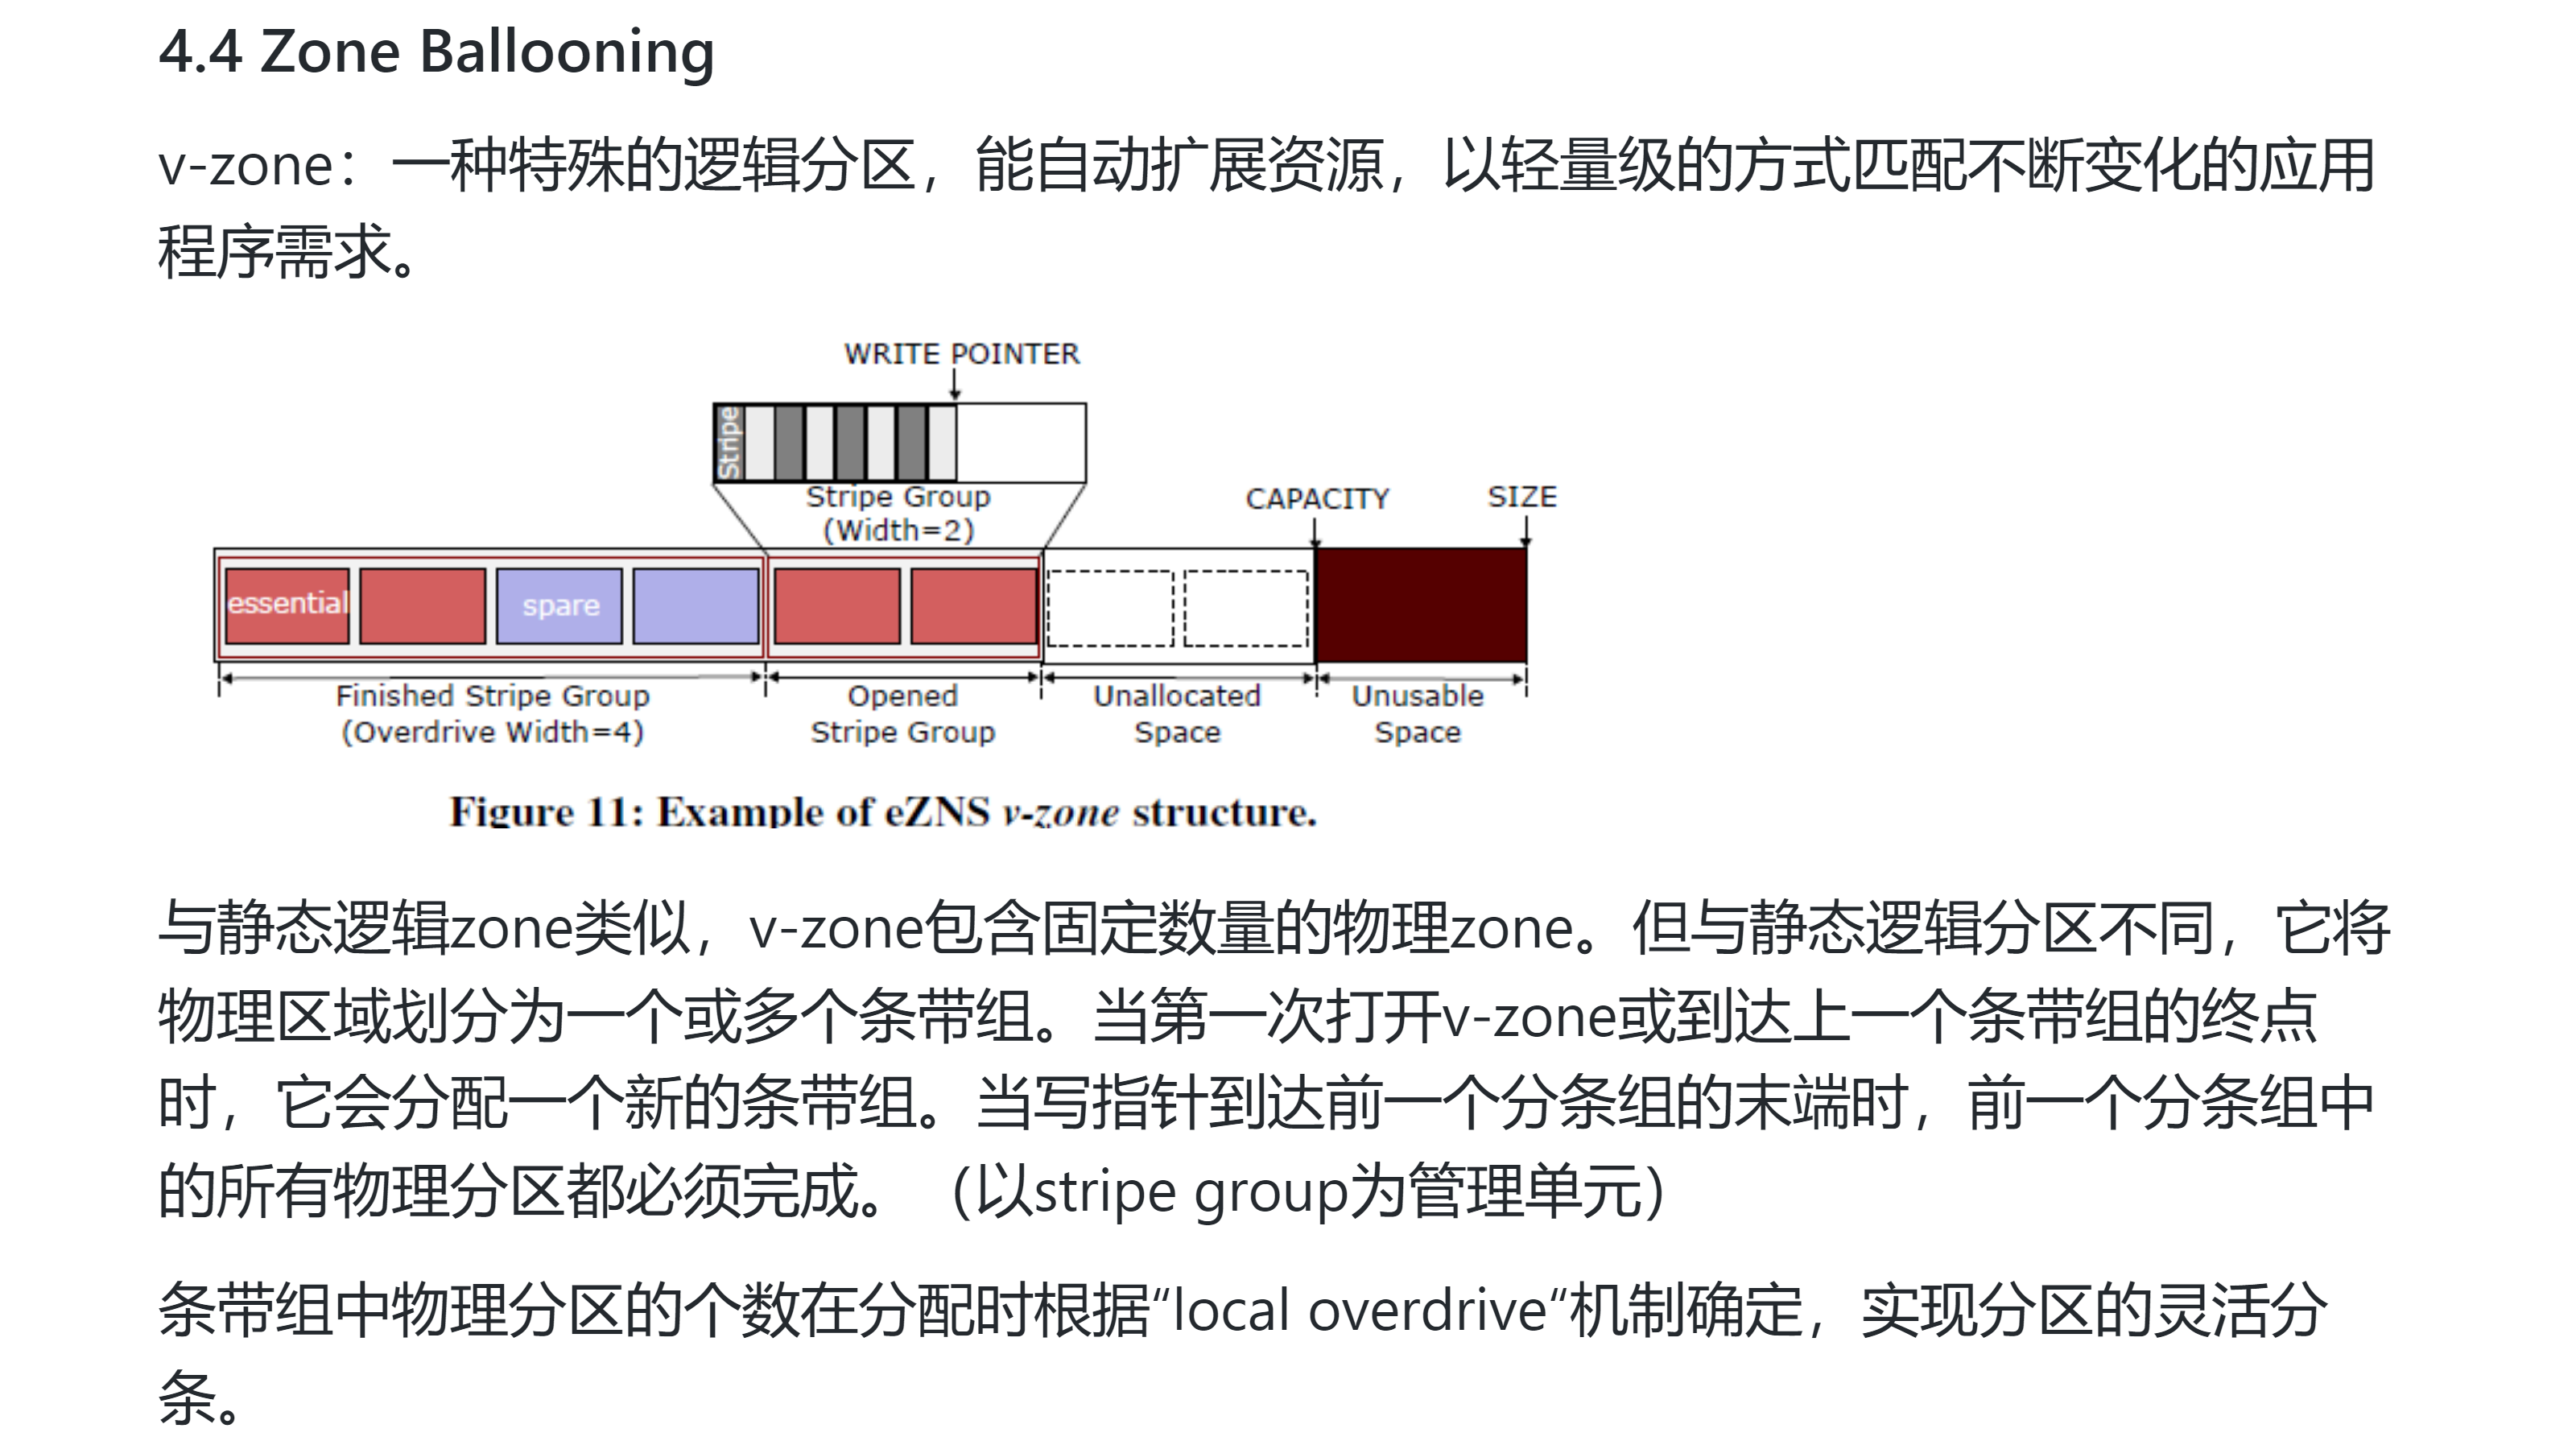 4.4 Zone Ballooning
v-zone：一种特殊的逻辑分区，能自动扩展资源，以轻量级的方式匹配不断变化的应用
程序需求。
WRITE POINTER
Stripe
Stripe Group
(Width=2)
CAPACITY
SIZE
essential
spare
Finished Stripe Group
(Overdrive Width=4)
Opened
Stripe Group
Unallocated
Space
Unusable
Space
Figure 11: Example of eZNS v-zone structure.
与静态逻辑zone类似，v-zone包含固定数量的物理zone。但与静态逻辑分区不同，它将
物理区域划分为一个或多个条带组。当第一次打开v-zone或到达上一个条带组的终点
时，它会分配一个新的条带组。当写指针到达前一个分条组的末端时，前一个分条组中
的所有物理分区都必须完成。（以stripe group为管理单元）
条带组中物理分区的个数在分配时根据“local overdrive“机制确定，实现分区的灵活分
条。